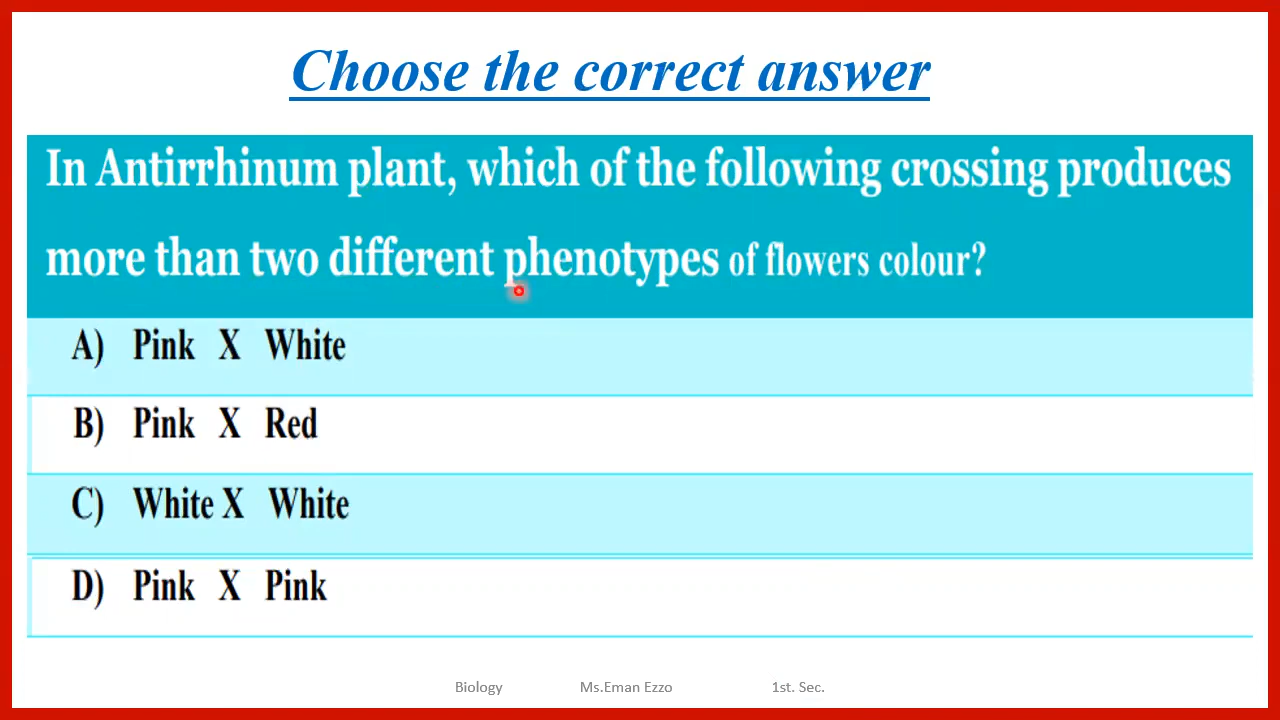 Choose the correct answer
In Antirrhinum plant, which of the following crossing produces
more than two different phenotypes of flowers colour?
A) Pink X White
B) Pink X Red
C) White X White
D) Pink X Pink
Biology Ms.Eman Ezzo 1st. Sec.